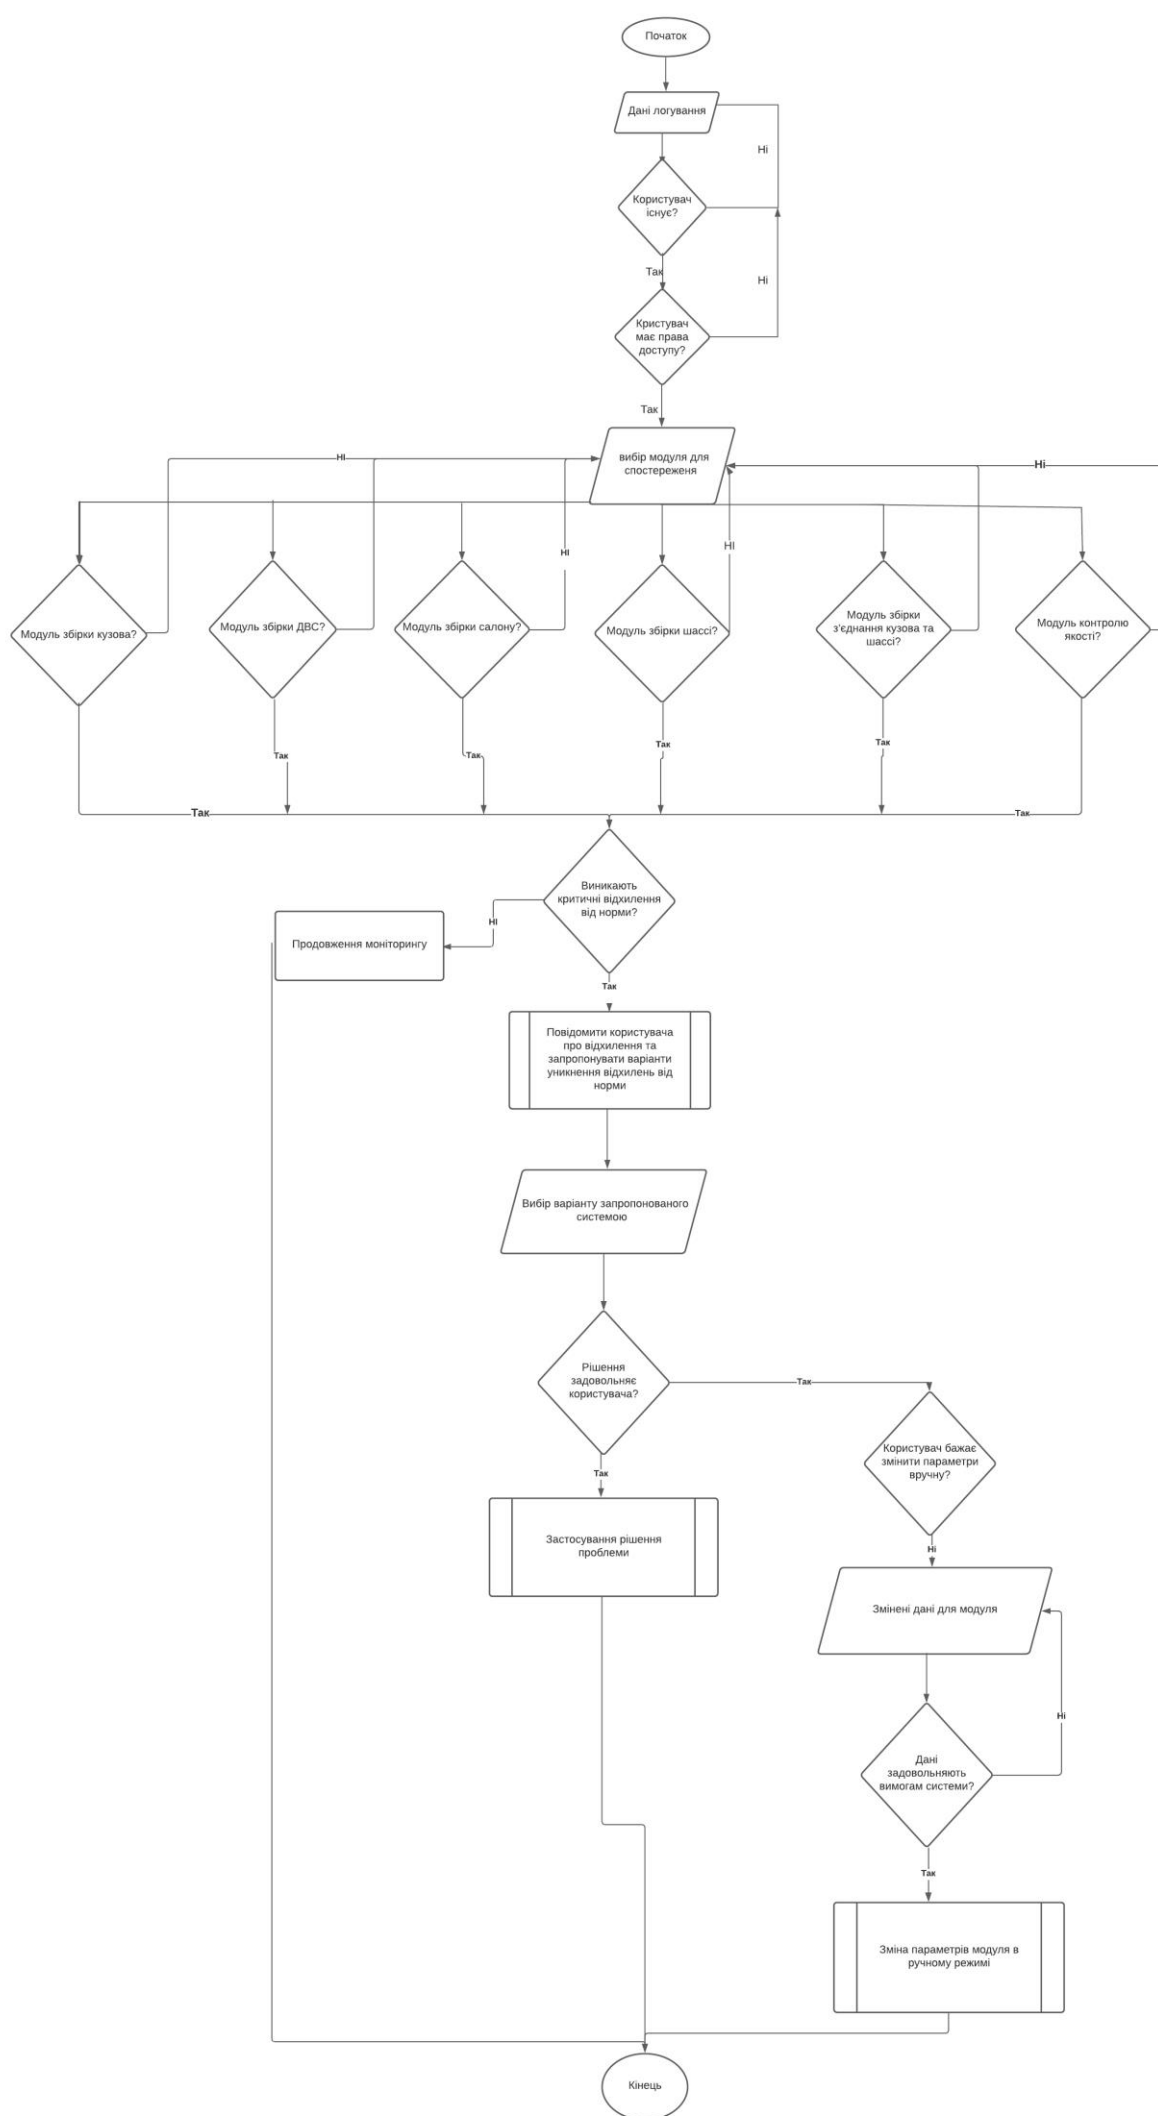 Початок
Дані логування
Ні
Користувач
існує?
Так
Ні
Кристувач
має права
доступу?
Так
вибір модуля для
спостереженя
НІ
Ні
НІ
НІ
Модуль збірки кузова?
Модуль збірки ДВС?
Модуль збірки салону?
Модуль збірки шассі?
Модуль збірки
з'єднання кузова та
шассі?
Модуль контролю
якості?
Так
Так
Так
Так
Так
Так
Виникають
критичні відхилення
від норми?
НІ
Продовження моніторингу
Так
Повідомити користувача
про відхилення та
запропонувати варіанти
уникнення відхилень від
норми
Вибір варіанту запропонованого
системою
Рішення
задовольняє
користувача?
Так
Користувач бажає
змінити параметри
вручну?
Так
Ні
Застосування рішення
проблеми
Змінені дані для модуля
Ні
Дані
задовольняють
вимогам системи?
Так
Зміна параметрів модуля в
ручному режимі
Кінець